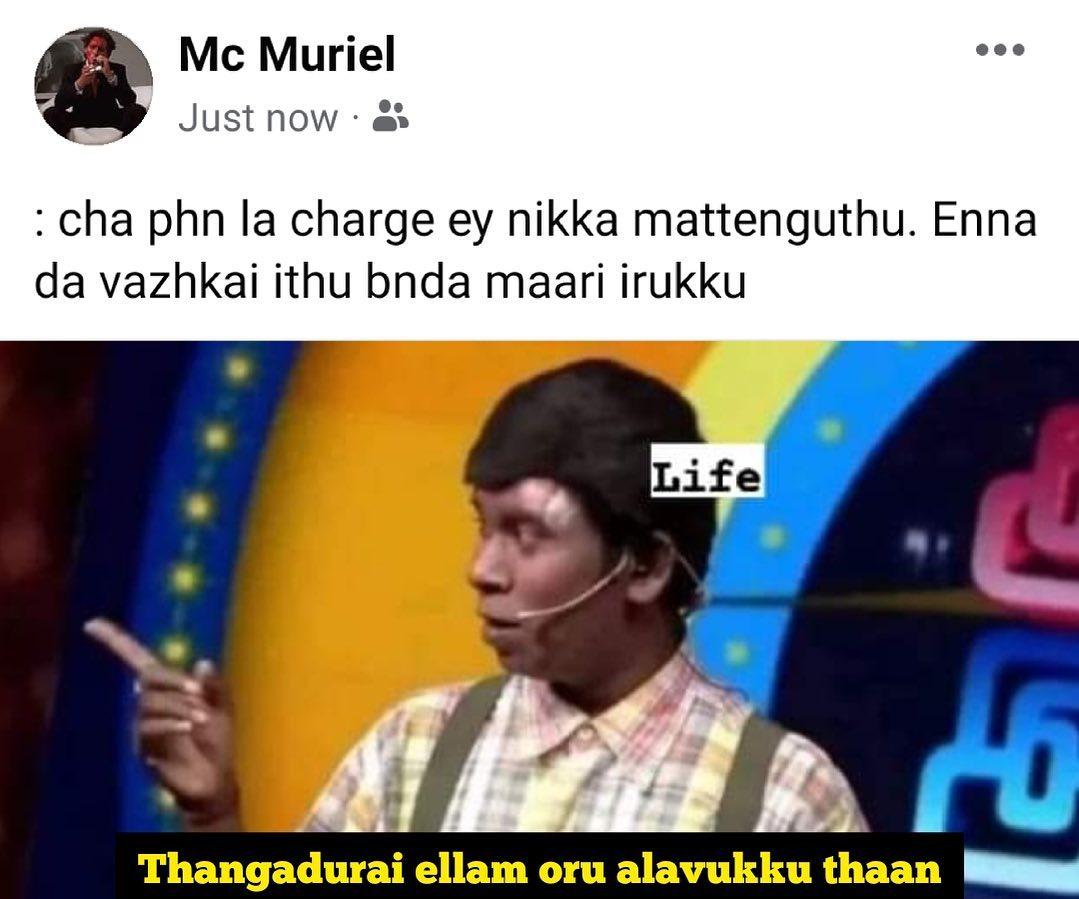 Mc Muriel
Just now ·
: cha phn la charge ey nikka mattenguthu. Enna
da vazhkai ithu bnda maari irukku
Life
Thangadurai ellam oru alavukku thaan